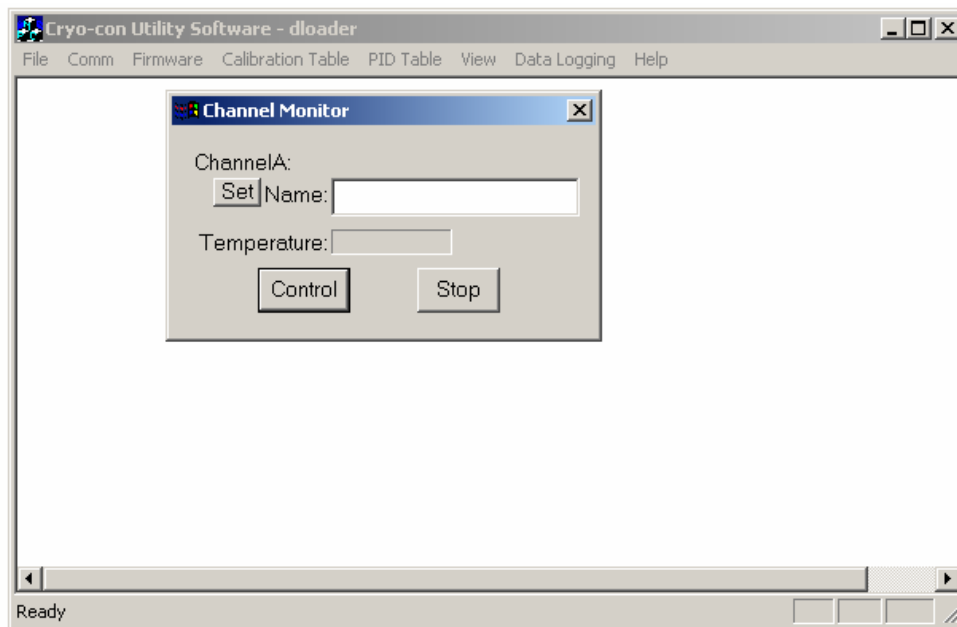 Cryo-con Utility Software - dloader
File Comm Firmware Calibration Table PID Table View Data Logging Help
Channel Monitor
ChannelA:
Set Name:
Temperature:
Control Stop
Ready